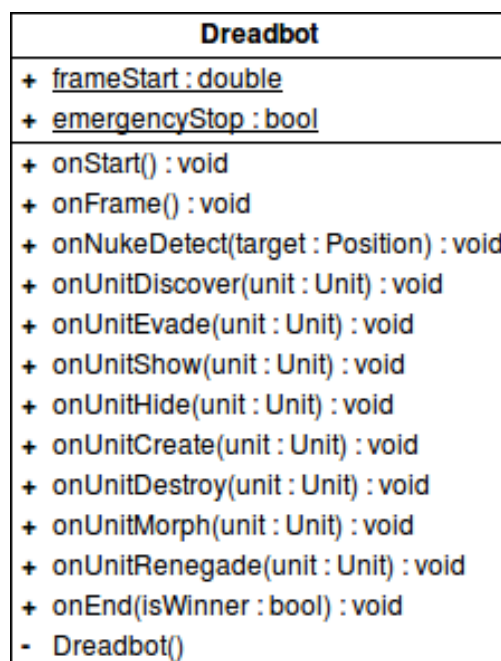 Dreadbot
+ frameStart : double
+ emergencyStop : bool
+ onStart() : void
+ onFrame() : void
+ onNukeDetect(target : Position) : void
+ onUnitDiscover(unit : Unit) : void
+ onUnitEvade(unit : Unit) : void
+ onUnitShow(unit : Unit) : void
+ onUnitHide(unit : Unit) : void
+ onUnitCreate(unit : Unit) : void
+ onUnitDestroy(unit : Unit) : void
+ onUnitMorph(unit : Unit) : void
+ onUnitRenegade(unit : Unit) : void
+ onEnd(isWinner : bool) : void
- Dreadbot()